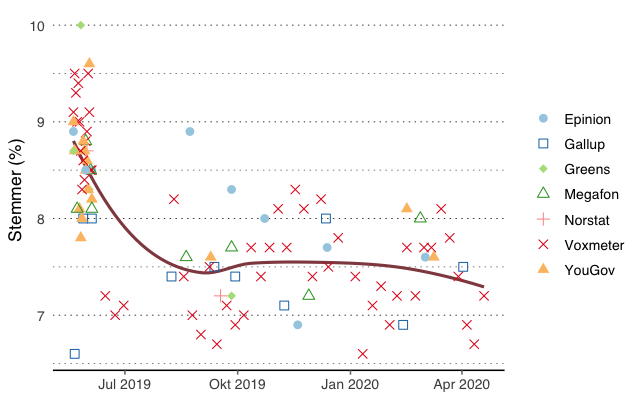 10
9
8
7
Stemmer (%)
Jul 2019
Okt 2019
Jan 2020
Apr 2020
Epinion
Gallup
Greens
Megafon
Norstat
Voxmeter
YouGov